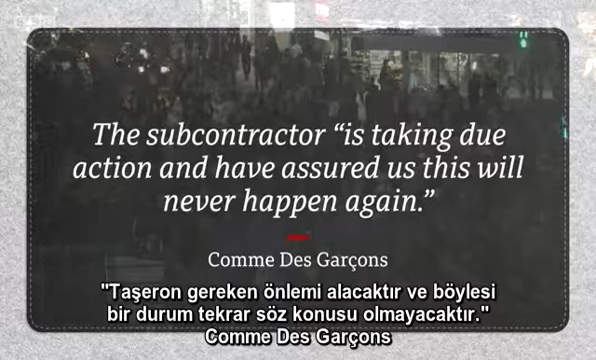 The subcontractor “is taking due
action and have assured us this will
never happen again.”
Comme Des Garçons
"Taşeron gereken önlemi alacaktır ve böylesi
bir durum tekrar söz konusu olmayacaktır."
Comme Des Garçons